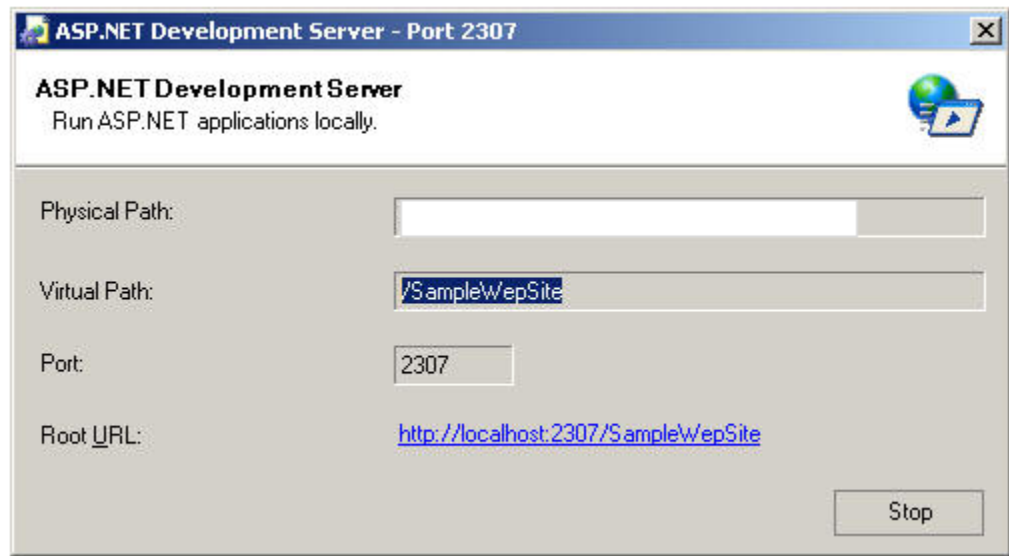 ASP.NET Development Server - Port 2307
ASP.NET Development Server
Run ASP.NET applications locally.
Physical Path:
Virtual Path: /SampleWepSite
Port: 2307
Root URL: http://localhost:2307/SampleWepSite
Stop